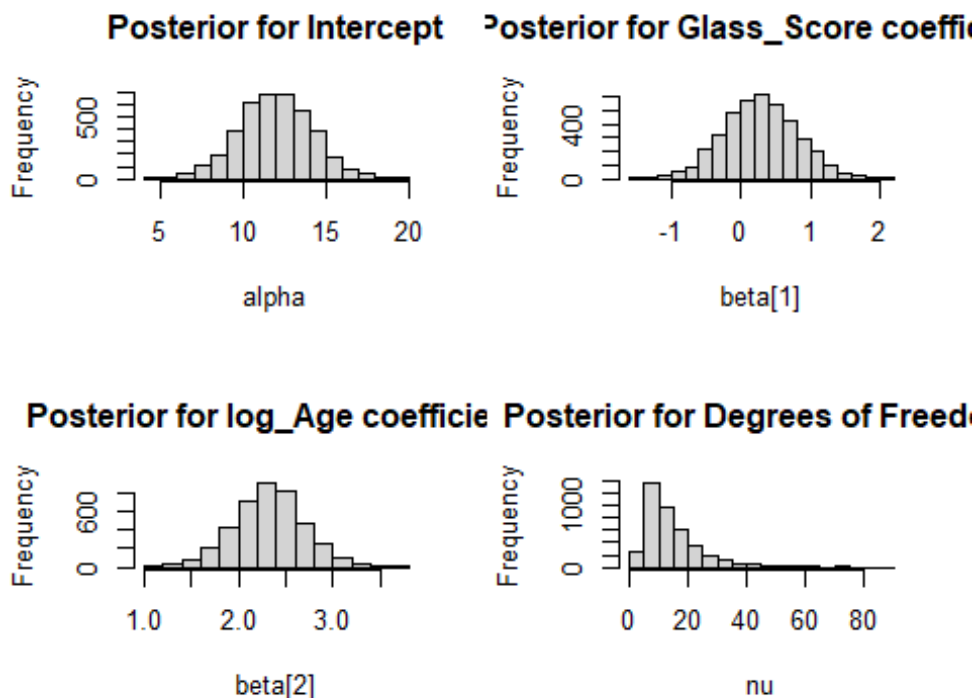 Posterior for Intercept
Frequency
0 500
5 10 15 20
alpha
Posterior for Glass_Score coeffic
Frequency
0 400
-1 0 1 2
beta[1]
Posterior for log_Age coefficie
Frequency
0 600
1.0 2.0 3.0
beta[2]
Posterior for Degrees of Freed
Frequency
0 1000
0 20 40 60 80
nu